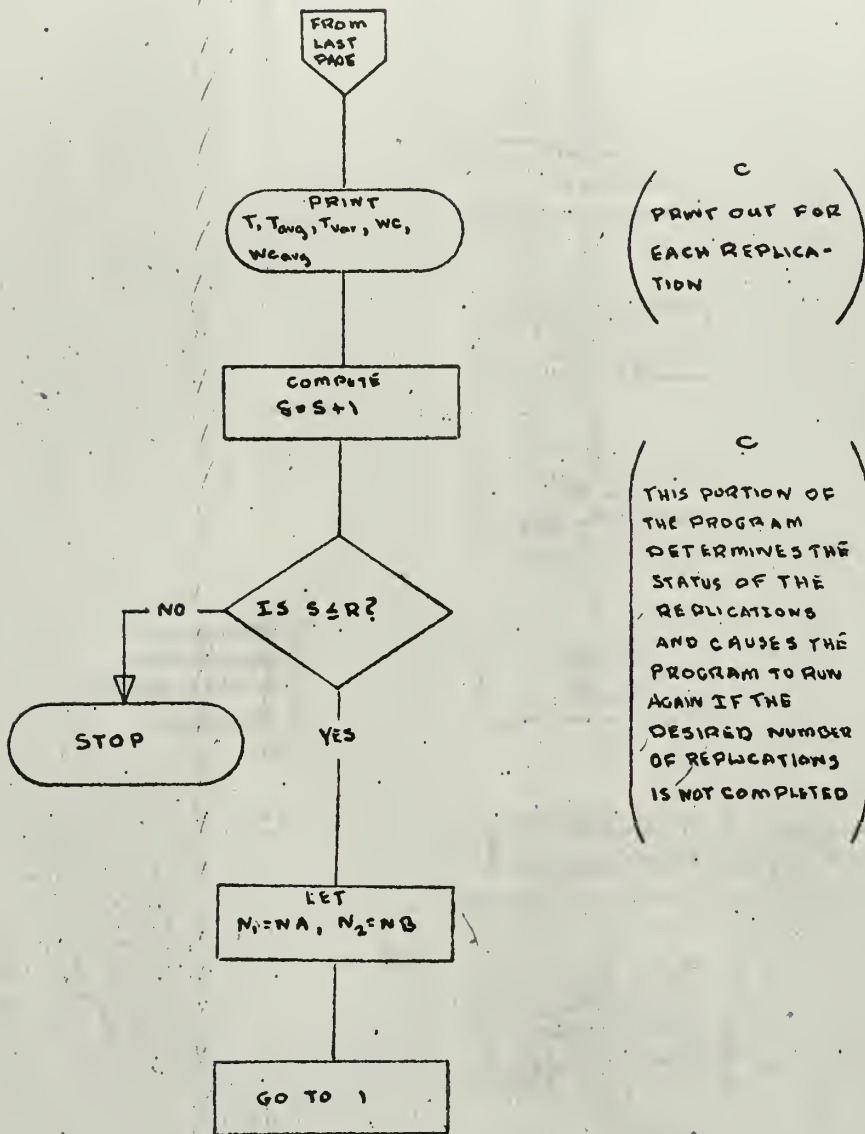 FROM
LAST
PAGE
PRINT
T, Tavg, Tvar, WC,
WCavg
C
PRINT OUT FOR
EACH REPLICA-
TION
COMPUTE
S=S+1
C
THIS PORTION OF
THE PROGRAM
DETERMINES THE
STATUS OF THE
REPLICATIONS
AND CAUSES THE
PROGRAM TO RUN
AGAIN IF THE
DESIRED NUMBER
OF REPLICATIONS
IS NOT COMPLETED
IS S≤R?
NO
STOP
YES
LET
N₁=NA, N₂=NB
GO TO 1